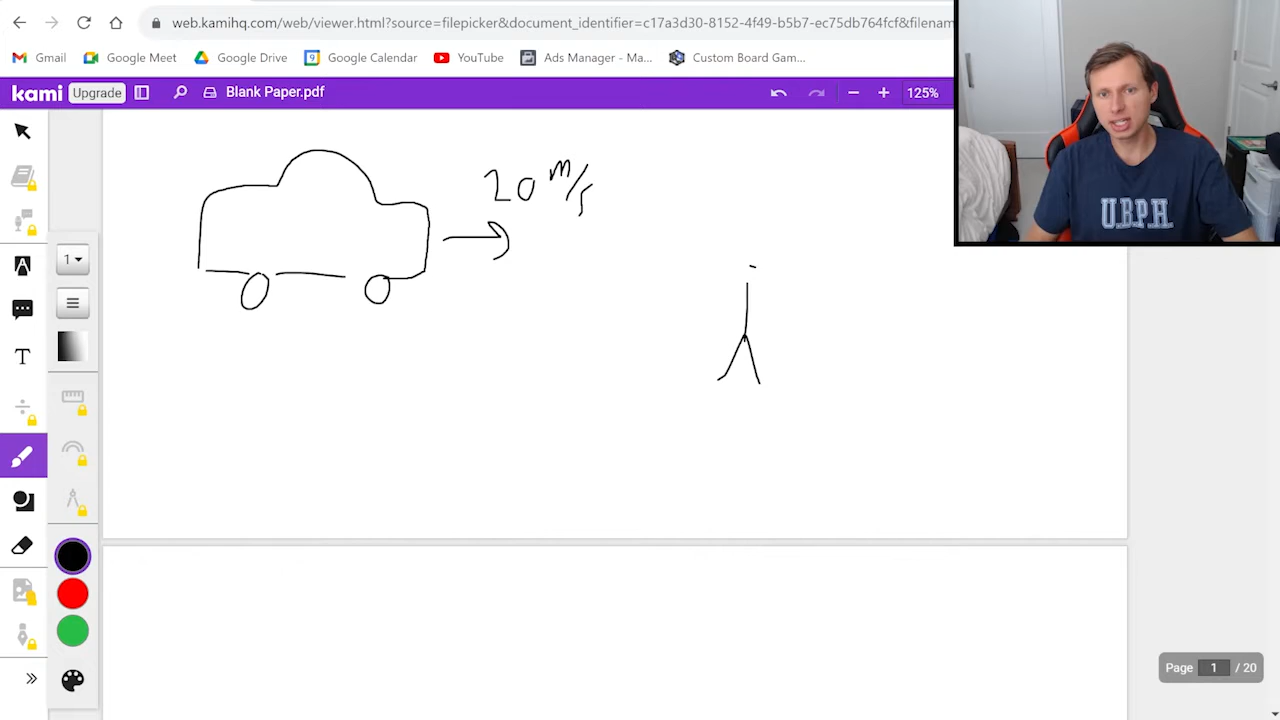 web.kamihq.com/web/viewer.html?source=filepicker&document_identifier=c17a3d30-8152-4f49-b5b7-ec75db764fcf&filenam
Gmail Google Meet Google Drive 9 Google Calendar YouTube Ads Manager - Ma... Custom Board Gam...
kami Upgrade Blank Paper.pdf 125%
20 m/s
U.B.P.H.
A
1
T
Page 1 / 20